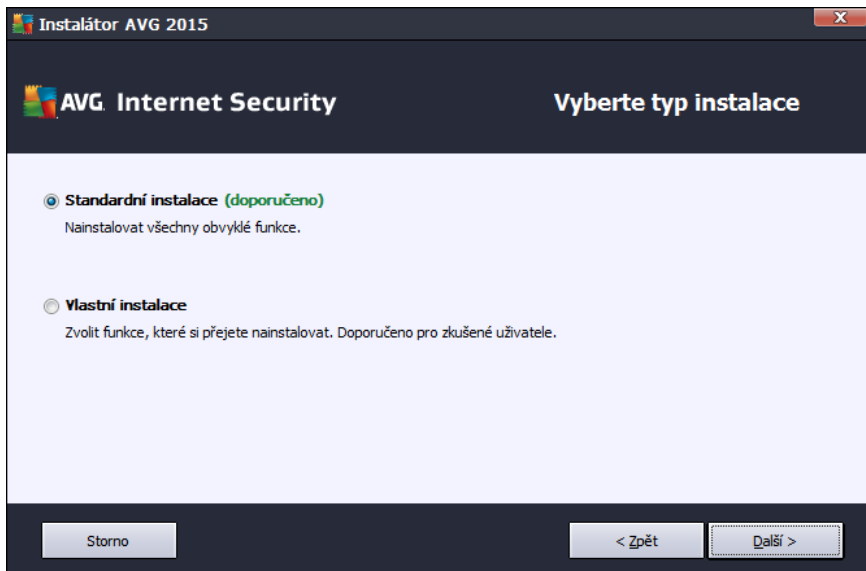 Instalátor AVG 2015
AVG. Internet Security
Vyberte typ instalace
Standardní instalace (doporučeno)
Nainstalovat všechny obvyklé funkce.
Vlastní instalace
Zvolit funkce, které si přejete nainstalovat. Doporučeno pro zkušené uživatele.
Storno
< Zpět
Další >